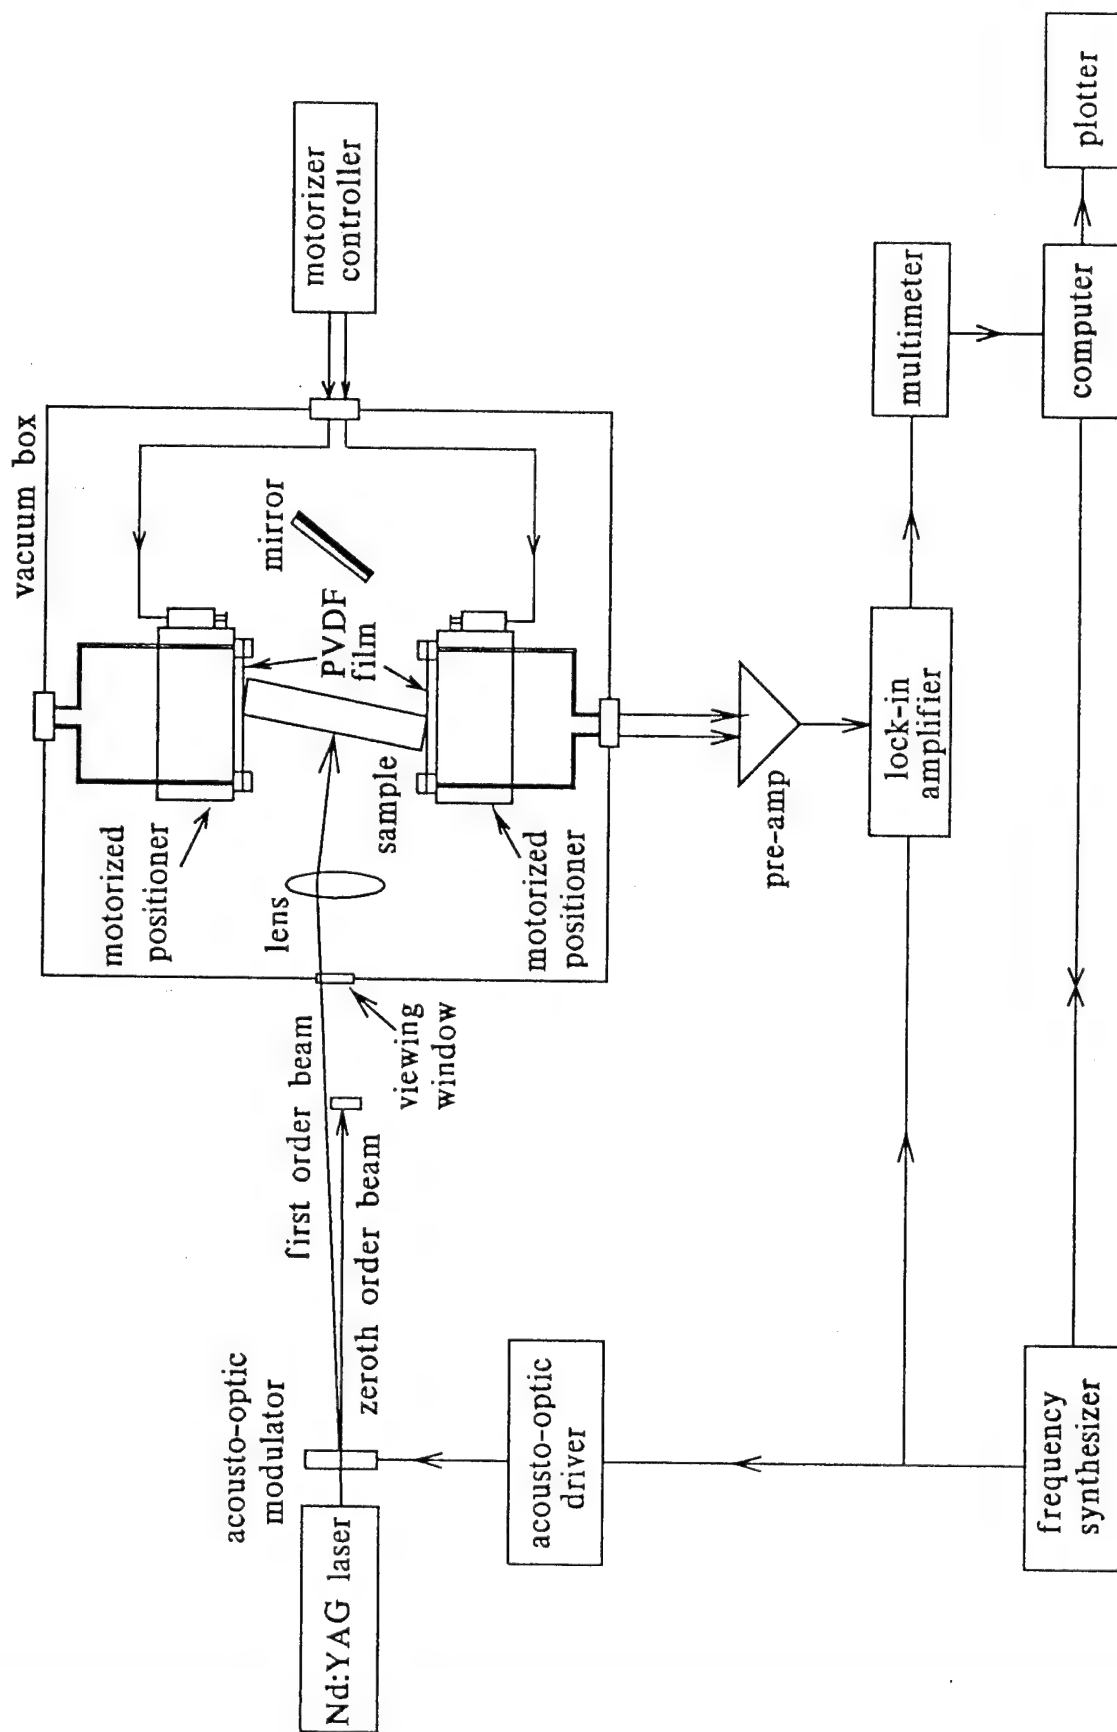 vacuum box
motorized
positioner
motorizer
controller
mirror
PVDF
film
lens
sample
motorized
positioner
viewing
window
first order beam
zeroth order beam
acousto-optic
modulator
Nd:YAG laser
acousto-optic
driver
pre-amp
lock-in
amplifier
multimeter
frequency
synthesizer
computer
plotter